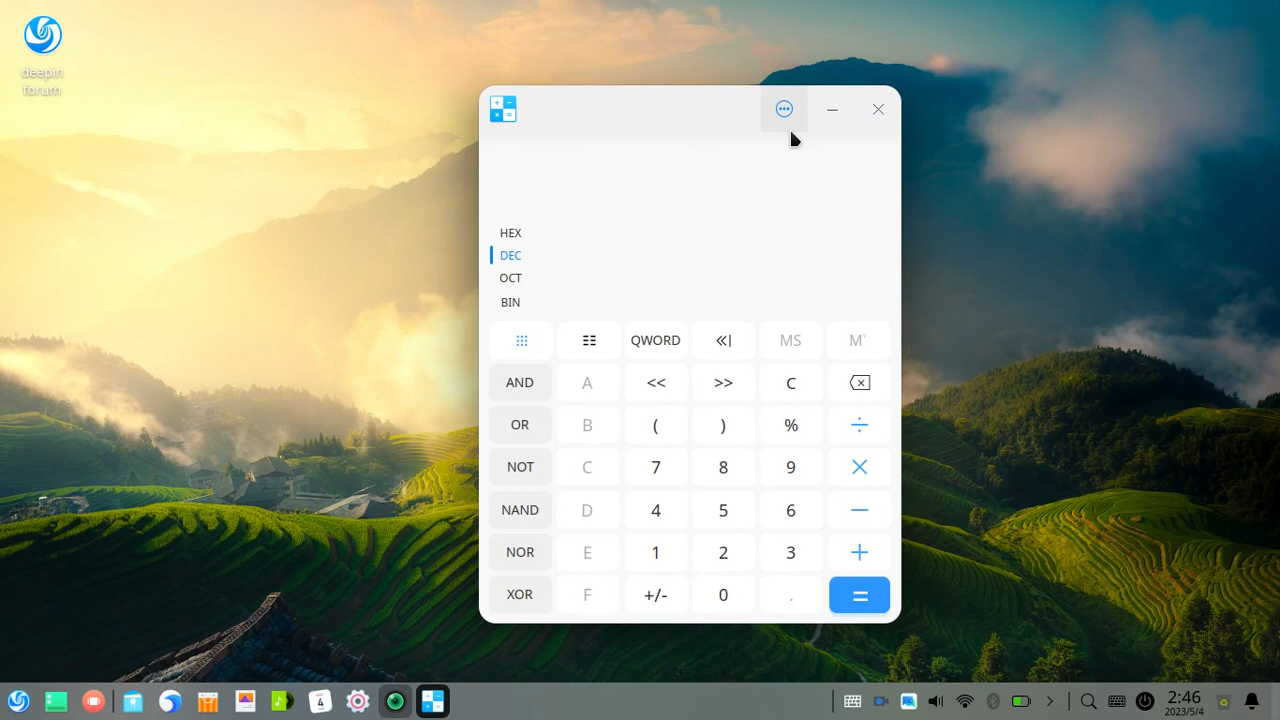 deepin
forum
HEX
DEC
OCT
BIN
QWORD MS M
AND A << >> C
OR B ( ) % ÷
NOT C 7 8 9 ×
NAND D 4 5 6 −
NOR E 1 2 3 +
XOR F +/- 0 . =
4
2:46
2023/5/4